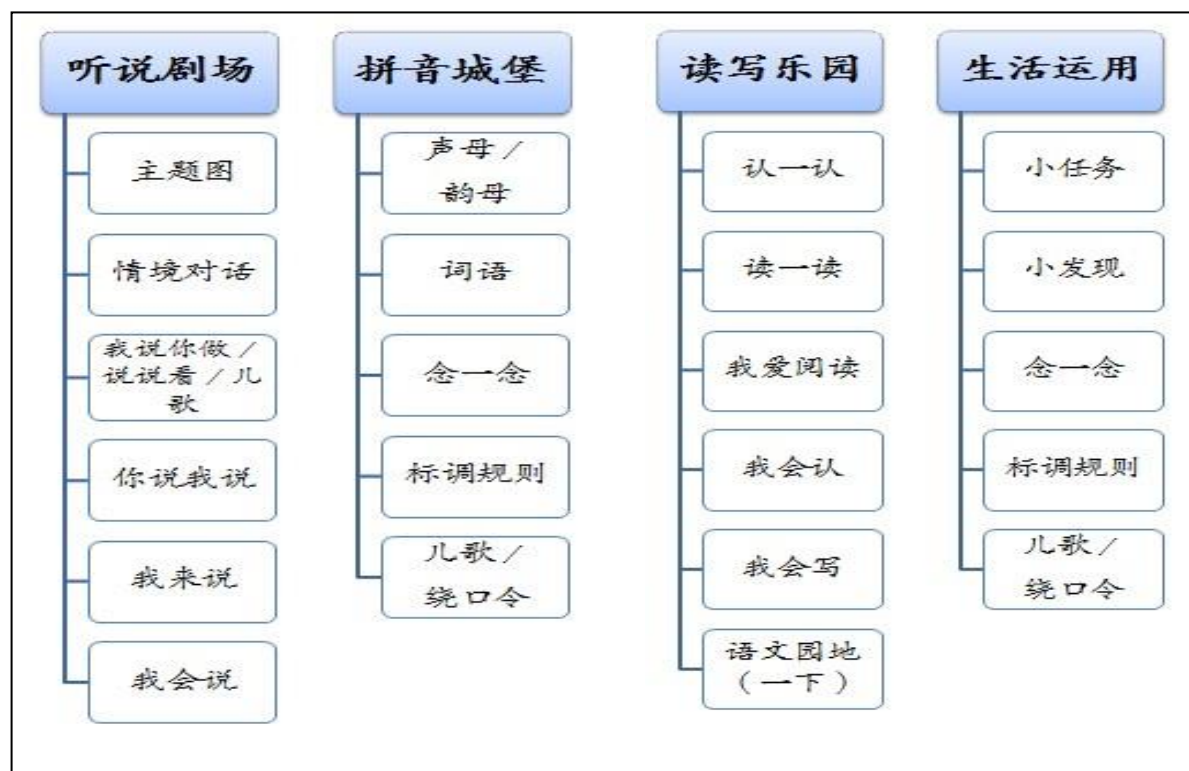 听说剧场
主题图
情境对话
我说你做/
说说看/儿
歌
你说我说
我来说
我会说
拼音城堡
声母/
韵母
词语
念一念
标调规则
儿歌/
绕口令
读写乐园
认一认
读一读
我爱阅读
我会认
我会写
语文园地
(一下)
生活运用
小任务
小发现
念一念
标调规则
儿歌/
绕口令